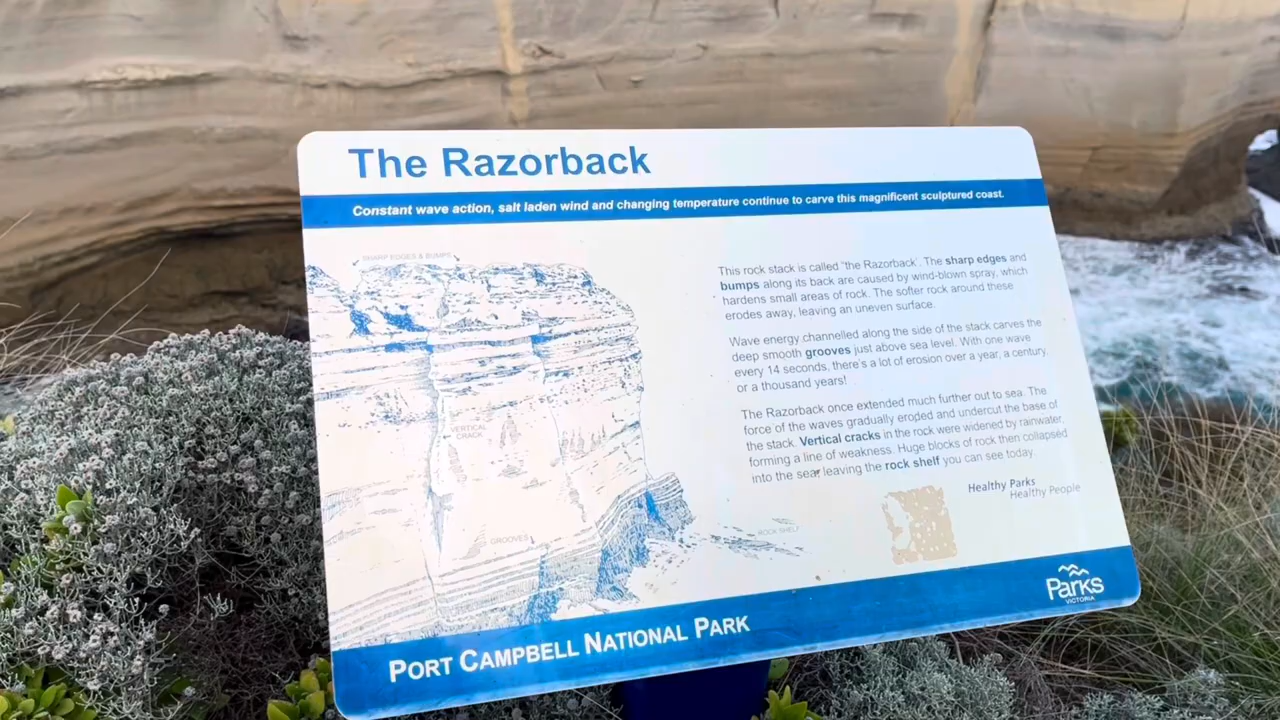 The Razorback
Constant wave action, salt laden wind and changing temperature continue to carve this magnificent sculptured coast.
SHARP EDGES & BUMPS
VERTICAL
CRACK
GROOVES
ROCK SHELF
This rock stack is called 'the Razorback'. The sharp edges and
bumps along its back are caused by wind-blown spray, which
hardens small areas of rock. The softer rock around these
erodes away, leaving an uneven surface.
Wave energy channelled along the side of the stack carves the
deep smooth grooves just above sea level. With one wave
every 14 seconds, there's a lot of erosion over a year, a century,
or a thousand years!
The Razorback once extended much further out to sea. The
force of the waves gradually eroded and undercut the base of
the stack. Vertical cracks in the rock were widened by rainwater,
forming a line of weakness. Huge blocks of rock then collapsed
into the sea, leaving the rock shelf you can see today.
Healthy Parks
Healthy People
PORT CAMPBELL NATIONAL PARK
Parks
VICTORIA